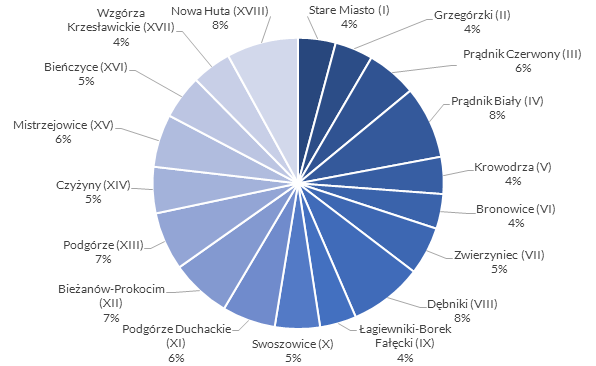 Stare Miasto (I)
4%
Grzegórzki (II)
4%
Prądnik Czerwony (III)
6%
Prądnik Biały (IV)
8%
Krowodrza (V)
4%
Bronowice (VI)
4%
Zwierzyniec (VII)
5%
Dębniki (VIII)
8%
Łagiewniki-Borek
Fałęcki (IX)
4%
Swoszowice (X)
5%
Podgórze Duchackie
(XI)
6%
Bieżanów-Prokocim
(XII)
7%
Podgórze (XIII)
7%
Czyżyny (XIV)
5%
Mistrzejowice (XV)
6%
Bieńczyce (XVI)
5%
Wzgórza
Krzesławickie (XVII)
4%
Nowa Huta (XVIII)
8%